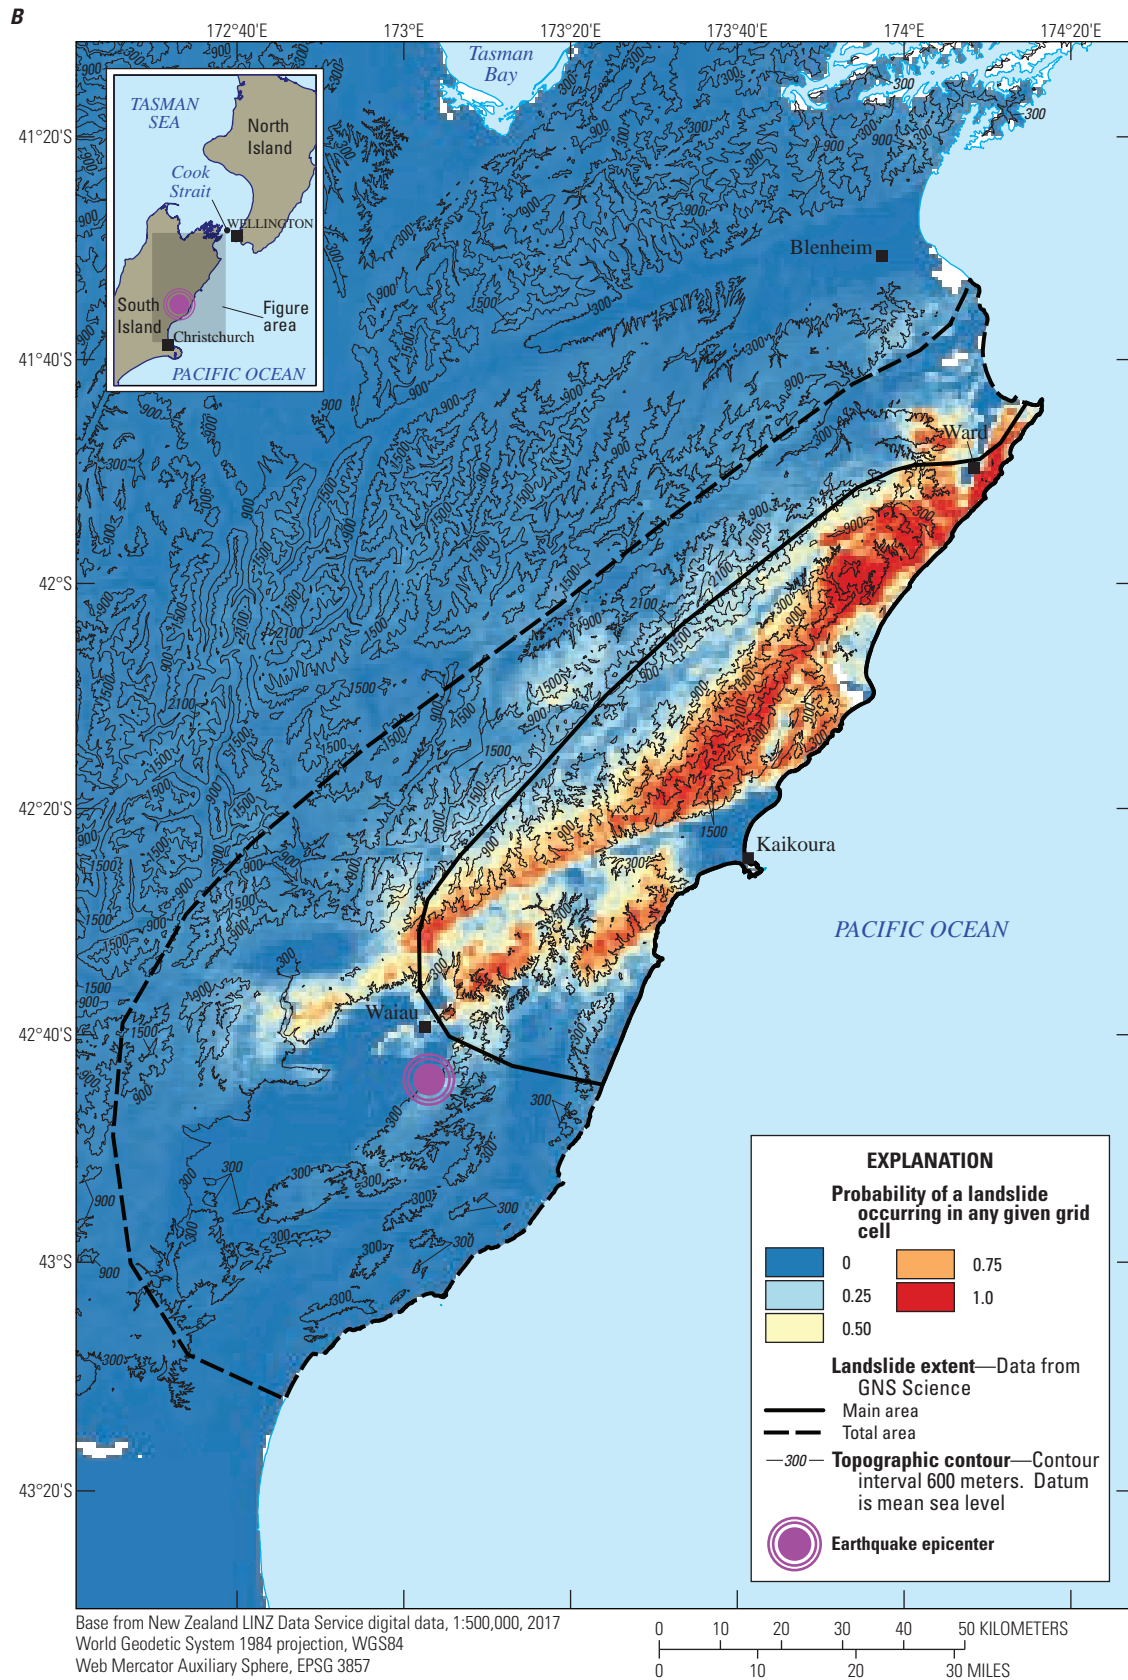 B
172°40'
173°E
173°20'
173°40'
174°E
174°20'E
41°20'S
41°40'S
42°S
42°20'S
42°40'S
43°S
43°20'S
Tasman
Bay
TASMAN
SEA
North
Island
Cook
Strait
WELLINGTON
South
Island
Figure
area
Christchurch
PACIFIC OCEAN
Blenheim
Ward
Kaikoura
PACIFIC OCEAN
Waiau
300
900
1500
2100
EXPLANATION
Probability of a landslide
occurring in any given grid
cell
0
0.25
0.50
0.75
1.0
Landslide extent—Data from
GNS Science
Main area
Total area
300
Topographic contour—Contour
interval 600 meters. Datum
is mean sea level
Earthquake epicenter
Base from New Zealand LINZ Data Service digital data, 1:500,000, 2017
World Geodetic System 1984 projection, WGS84
Web Mercator Auxiliary Sphere, EPSG 3857
0 10 20 30 40 50 KILOMETERS
0 10 20 30 MILES